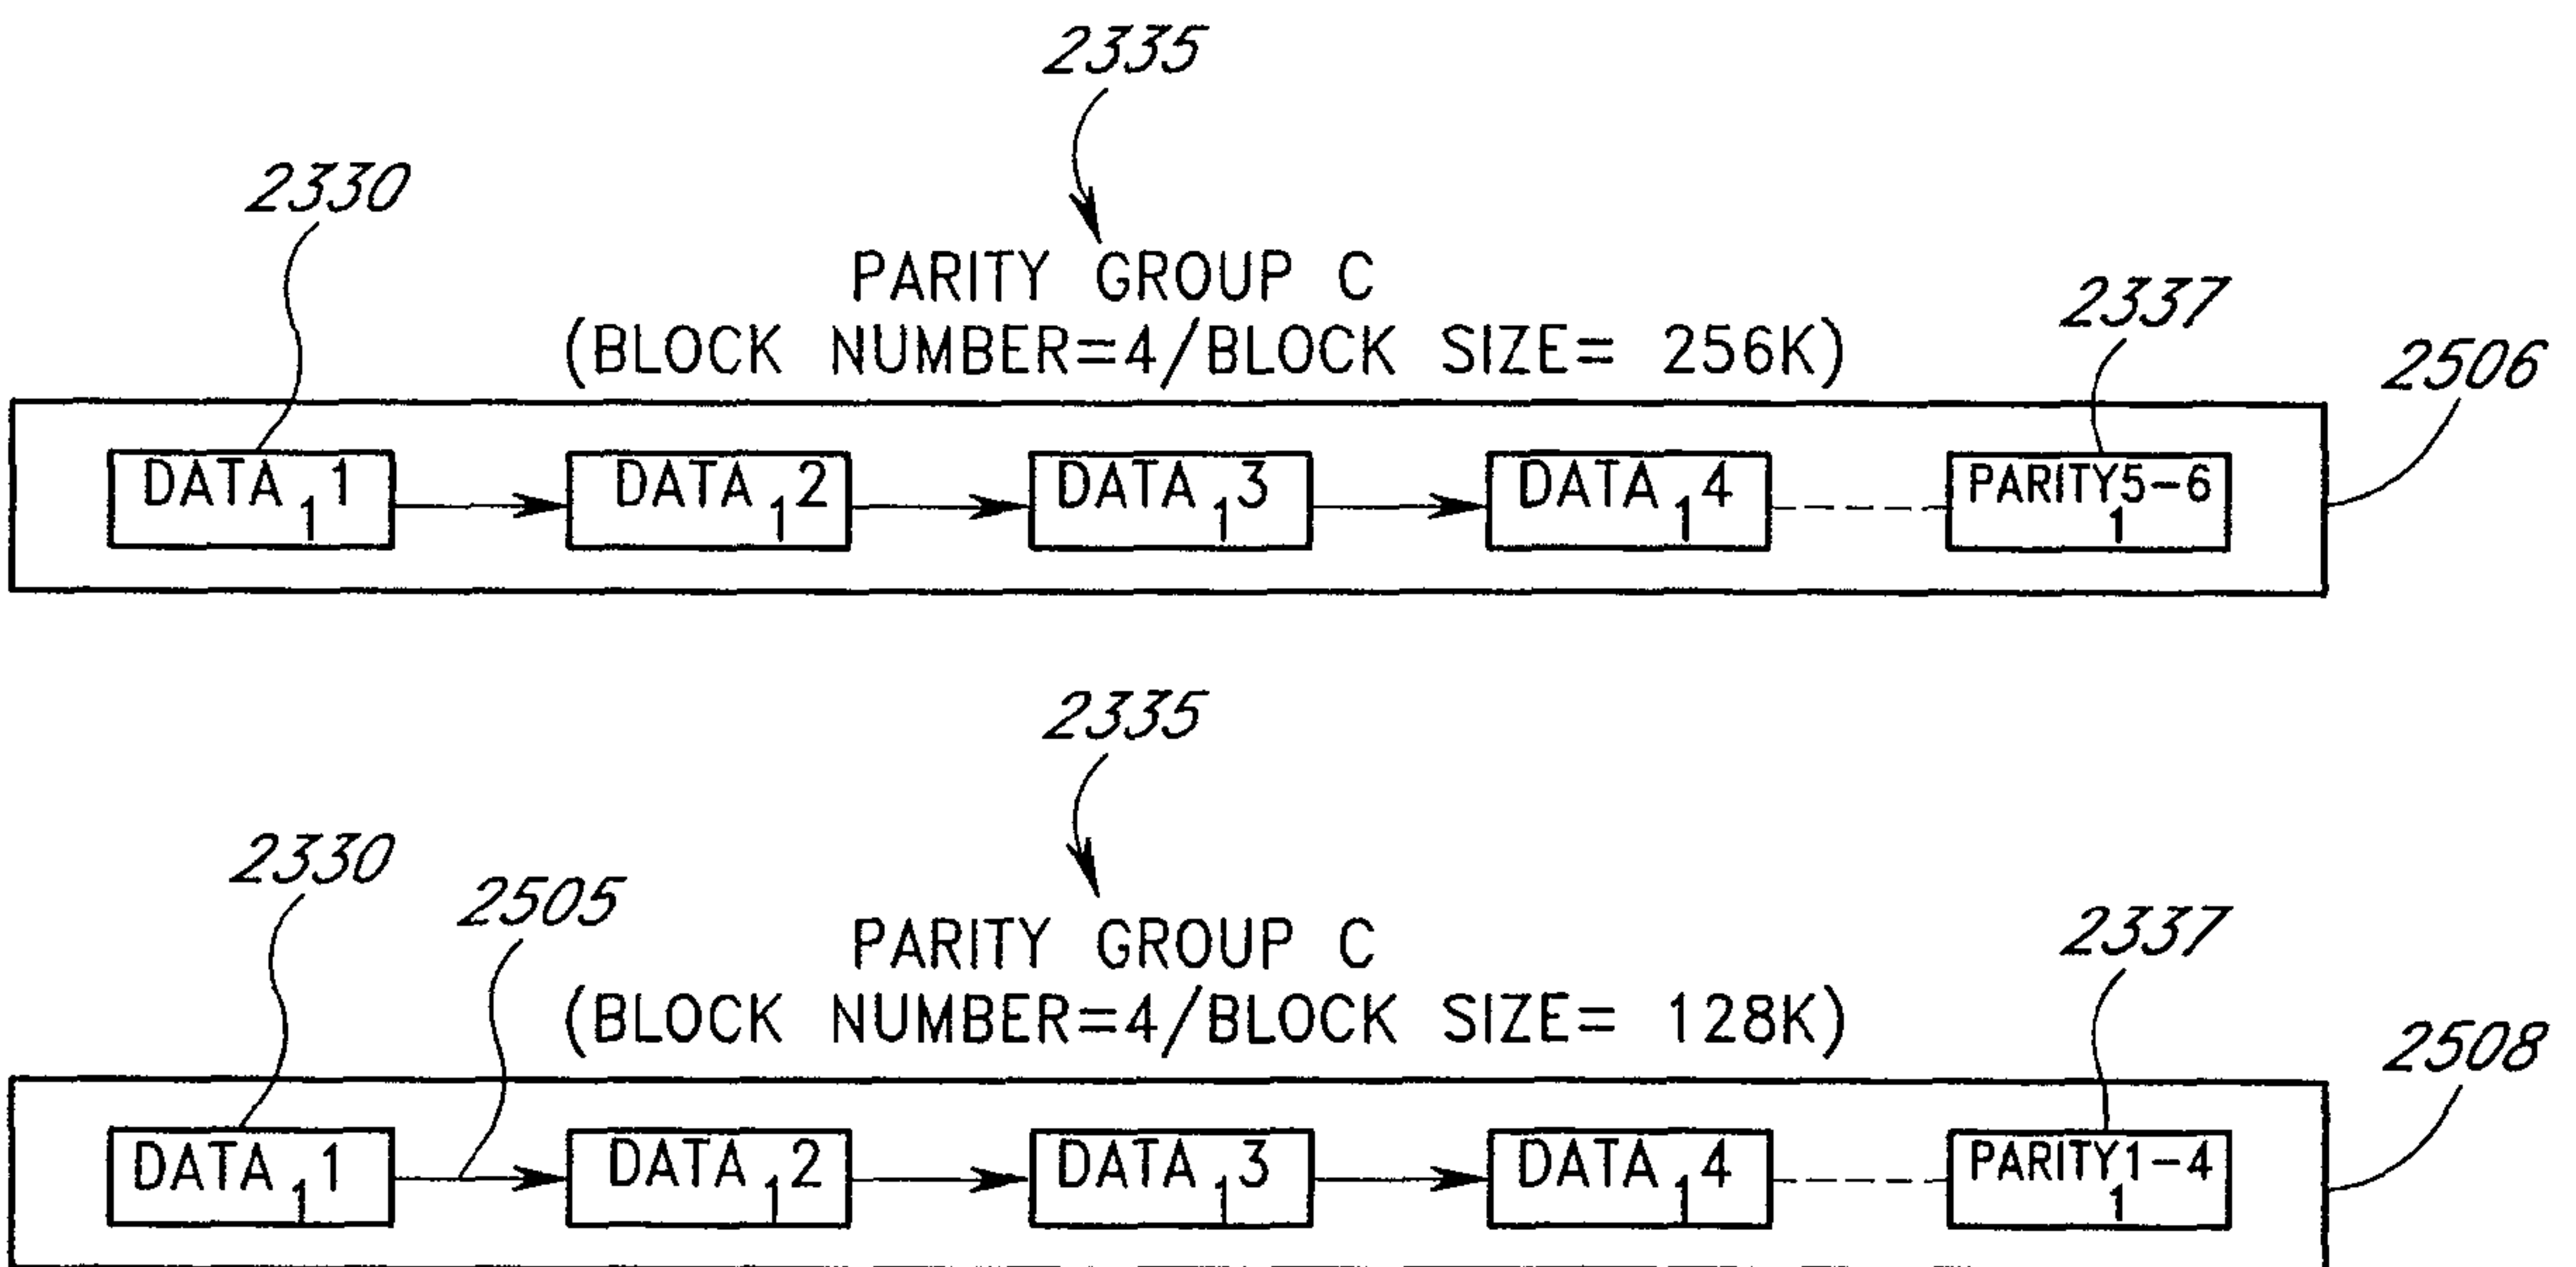 2335
2330
PARITY GROUP C
2337
(BLOCK NUMBER=4/BLOCK SIZE= 256K)
2506
DATA 1 DATA 2 DATA 3 DATA 4 PARITY5-6
1 1 1 1 1
2335
2330
2505
PARITY GROUP C
2337
(BLOCK NUMBER=4/BLOCK SIZE= 128K)
2508
DATA 1 DATA 2 DATA 3 DATA 4 PARITY1-4
1 1 1 1 1